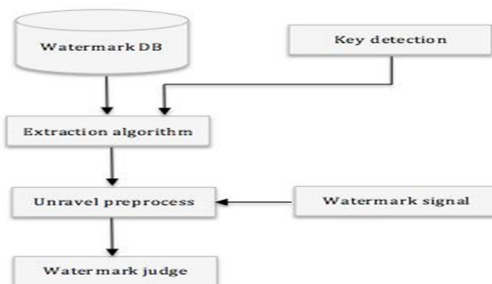 Watermark DB
Key detection
Extraction algorithm
Unravel preprocess
Watermark signal
Watermark judge